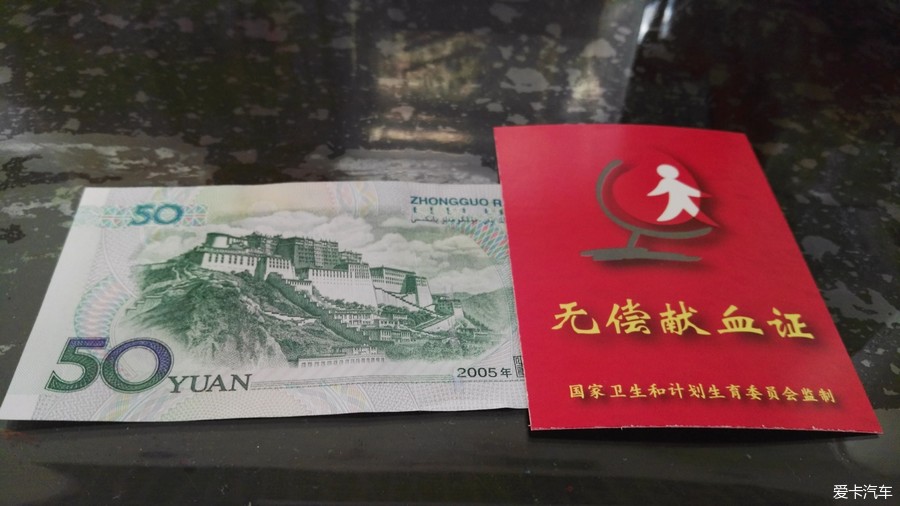 50
ZHONGGUO R
50
YUAN
2005年
无偿献血证
国家卫生和计划生育委员会监制
爱卡汽车